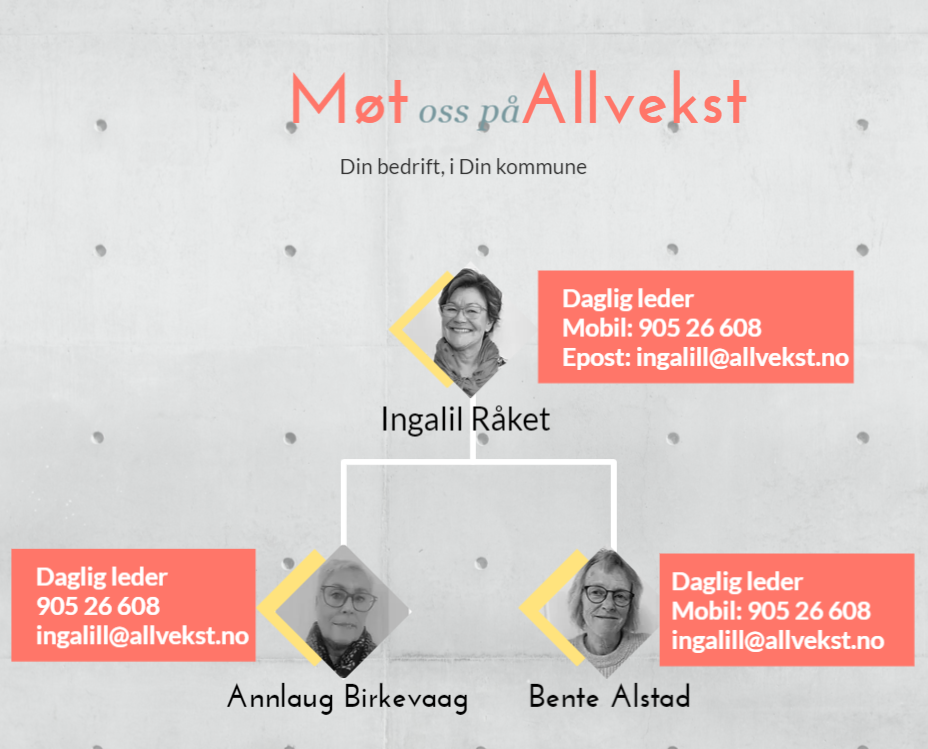 Møt oss på Allvekst
Din bedrift, i Din kommune
Daglig leder
Mobil: 905 26 608
Epost: ingalill@allvekst.no
Ingalil Råket
Daglig leder
905 26 608
ingalill@allvekst.no
Annlaug Birkevaag
Daglig leder
Mobil: 905 26 608
ingalill@allvekst.no
Bente Alstad